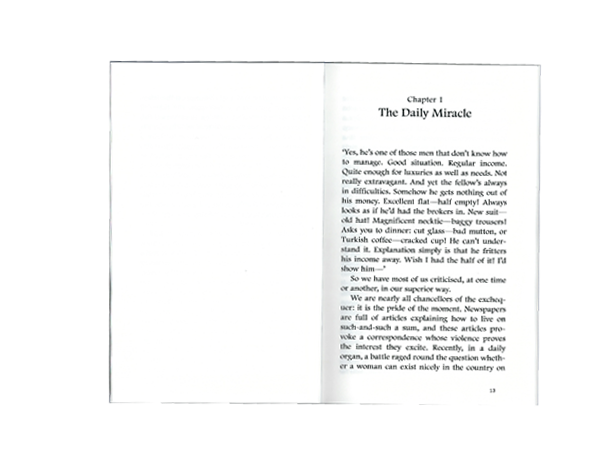 Chapter 1
The Daily Miracle
'Yes, he's one of those men that don't know how
to manage. Good situation. Regular income.
Quite enough for luxuries as well as needs. Not
really extravagant. And yet the fellow's always
in difficulties. Somehow he gets nothing out of
his money. Excellent flat—half empty! Always
looks as if he'd had the brokers in. New suit—
old hat! Magnificent necktie—baggy trousers!
Asks you to dinner: cut glass—bad mutton, or
Turkish coffee—cracked cup! He can't under-
stand it. Explanation simply is that he fritters
his income away. Wish I had the half of it! I'd
show him—'
So we have most of us criticised, at one time
or another, in our superior way.
We are nearly all chancellors of the excheq-
uer: it is the pride of the moment. Newspapers
are full of articles explaining how to live on
such-and-such a sum, and these articles pro-
voke a correspondence whose violence proves
the interest they excite. Recently, in a daily
organ, a battle raged round the question wheth-
er a woman can exist nicely in the country on
13